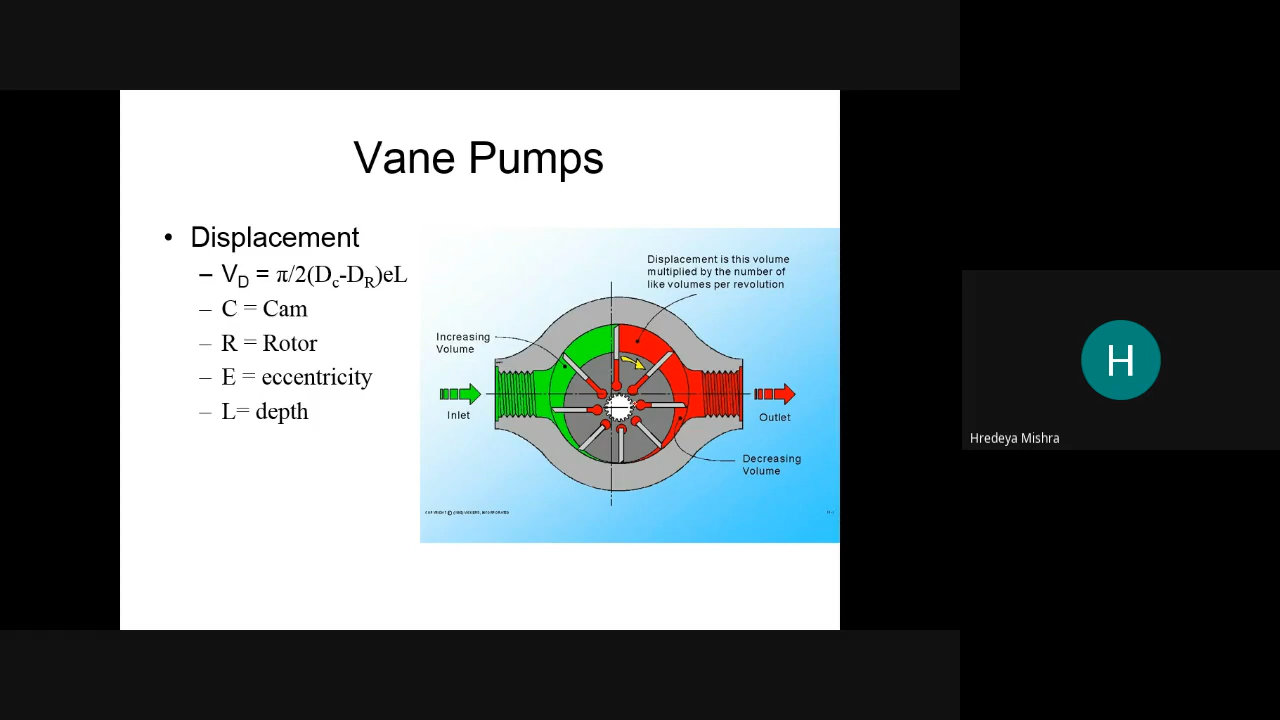 Vane Pumps
• Displacement
– V_D = π/2(D_c-D_R)eL
– C = Cam
– R = Rotor
– E = eccentricity
– L= depth
Displacement is this volume
multiplied by the number of
like volumes per revolution
Increasing
Volume
Inlet
Outlet
Decreasing
Volume
H
Hredeya Mishra